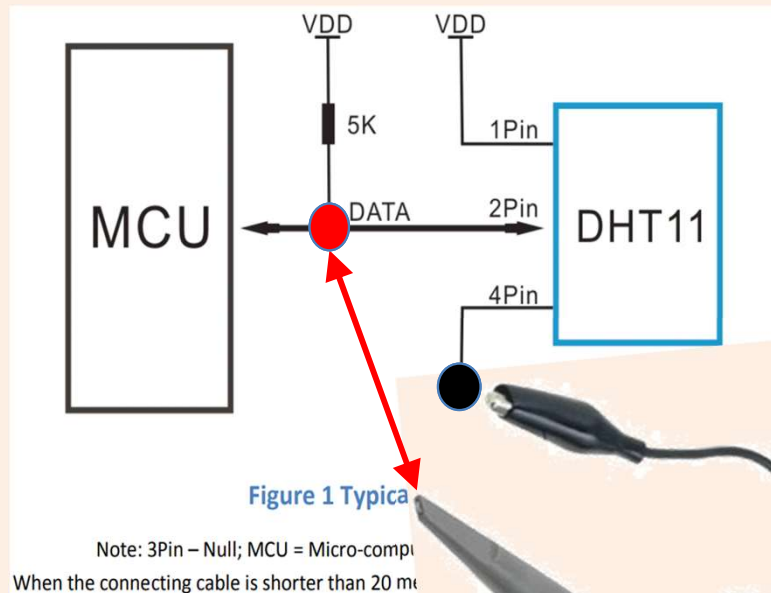 VDD
VDD
5K
1Pin
MCU
DATA
2Pin
DHT11
4Pin
Figure 1 Typica
Note: 3Pin – Null; MCU = Micro-compu
When the connecting cable is shorter than 20 me